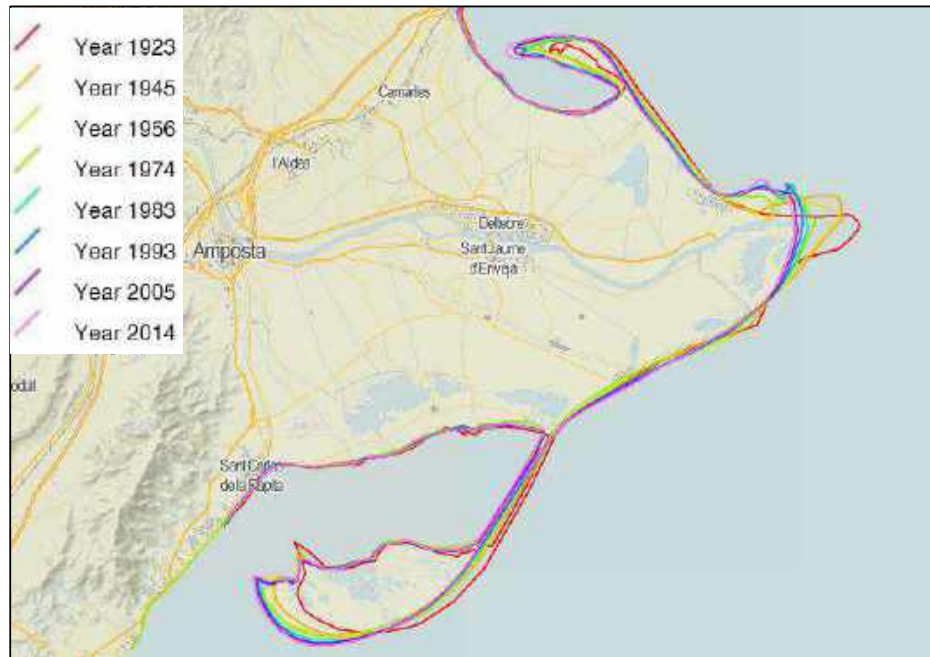 Year 1923
Year 1945
Year 1956
Year 1974
Year 1983
Year 1993
Year 2005
Year 2014
Camarles
l'Aldea
Deltebre
Amposta
Sant Jaume
d'Enveja
Sant Carles
de la Ràpita